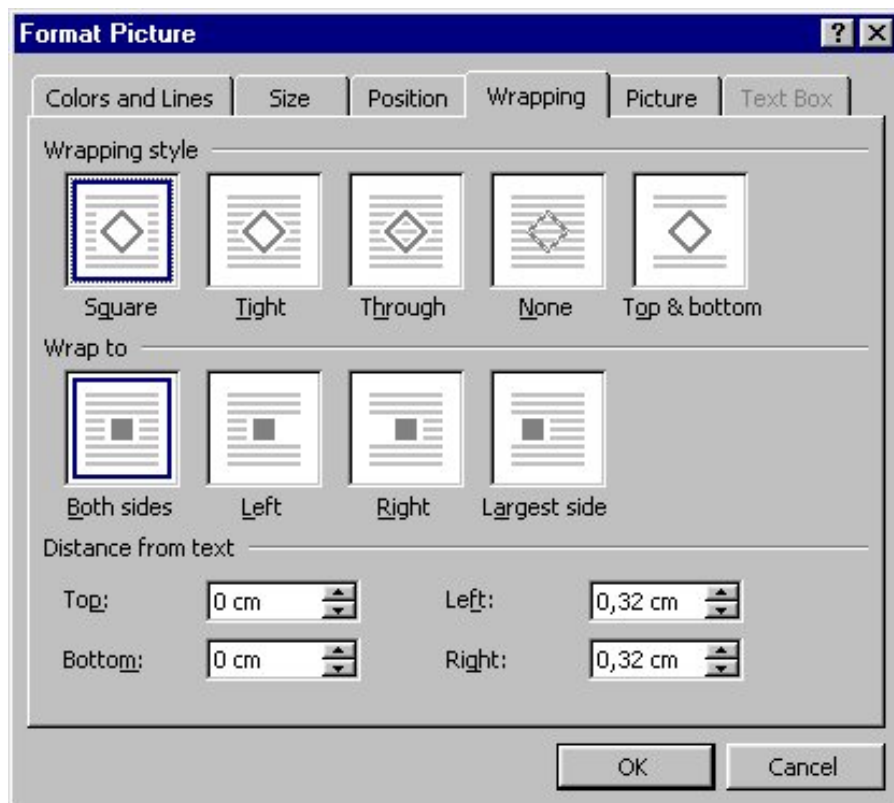 Format Picture
Colors and Lines Size Position Wrapping Picture Text Box
Wrapping style
Square Tight Through None Top & bottom
Wrap to
Both sides Left Right Largest side
Distance from text
Top: 0 cm Left: 0,32 cm
Bottom: 0 cm Right: 0,32 cm
OK Cancel